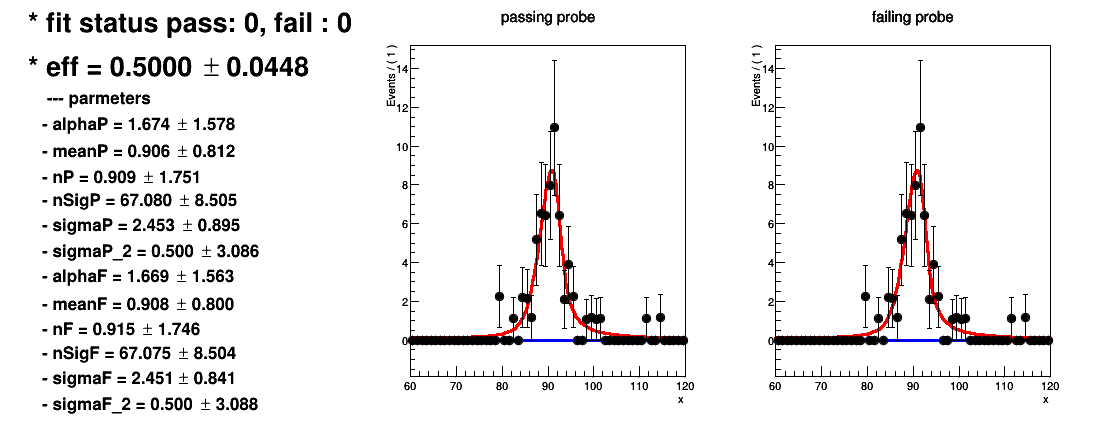 * fit status pass: 0, fail : 0
* eff = 0.5000 ± 0.0448
--- parmeters
- alphaP = 1.674 ± 1.578
- meanP = 0.906 ± 0.812
- nP = 0.909 ± 1.751
- nSigP = 67.080 ± 8.505
- sigmaP = 2.453 ± 0.895
- sigmaP_2 = 0.500 ± 3.086
- alphaF = 1.669 ± 1.563
- meanF = 0.908 ± 0.800
- nF = 0.915 ± 1.746
- nSigF = 67.075 ± 8.504
- sigmaF = 2.451 ± 0.841
- sigmaF_2 = 0.500 ± 3.088
passing probe
Events / ( 1 )
14
12
10
8
6
4
2
0
60 70 80 90 100 110 120
x
failing probe
Events / ( 1 )
14
12
10
8
6
4
2
0
60 70 80 90 100 110 120
x